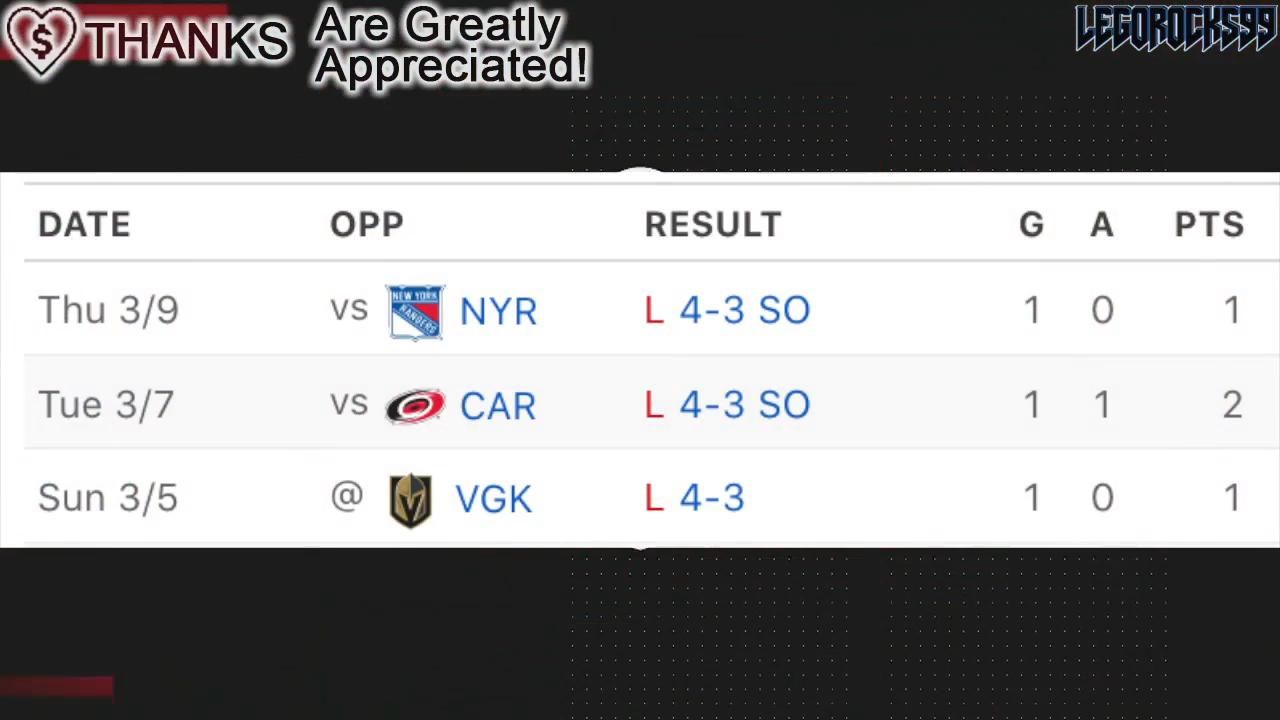 $ THANKS Are Greatly
Appreciated!
LEGOROCKS99
DATE OPP RESULT G A PTS
Thu 3/9 vs NEW YORK RANGERS NYR L 4-3 SO 1 0 1
Tue 3/7 vs CAR L 4-3 SO 1 1 2
Sun 3/5 @ VGK L 4-3 1 0 1